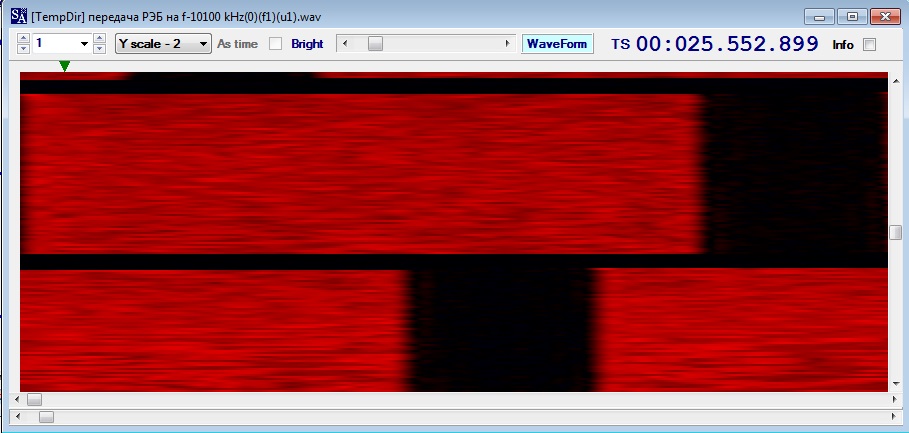 SA [TempDir] передача РЭБ на f-10100 kHz(0)(f1)(u1).wav
1 Y scale - 2 As time Bright WaveForm TS 00:025.552.899 Info